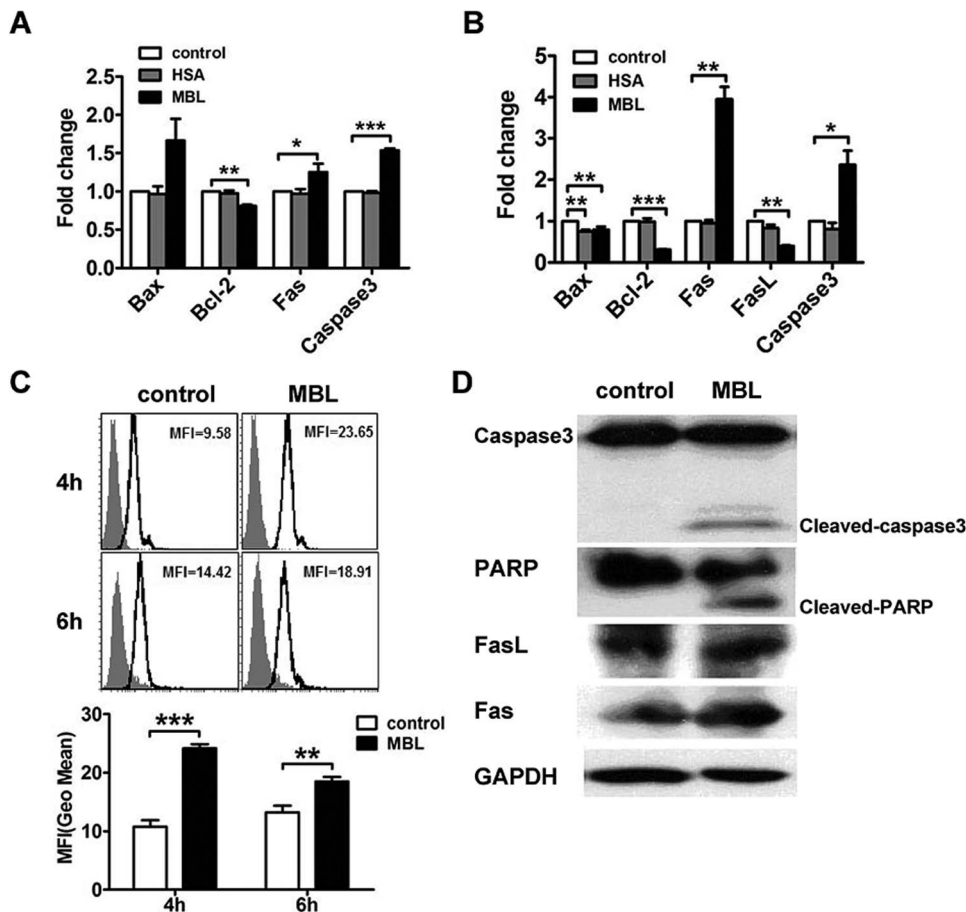 A
control
HSA
MBL
Fold change
2.5
2.0
1.5
1.0
0.5
0.0
**
*
***
Bax
Bcl-2
Fas
Caspase3
B
control
HSA
MBL
Fold change
5
4
3
2
1
0
**
**
***
**
**
*
Bax
Bcl-2
Fas
FasL
Caspase3
C
control MBL
4h
MFI=9.58
MFI=23.65
6h
MFI=14.42
MFI=18.91
MFI(Geo Mean)
30
20
10
0
***
**
control
MBL
4h
6h
D
control MBL
Caspase3
Cleaved-caspase3
PARP
Cleaved-PARP
FasL
Fas
GAPDH